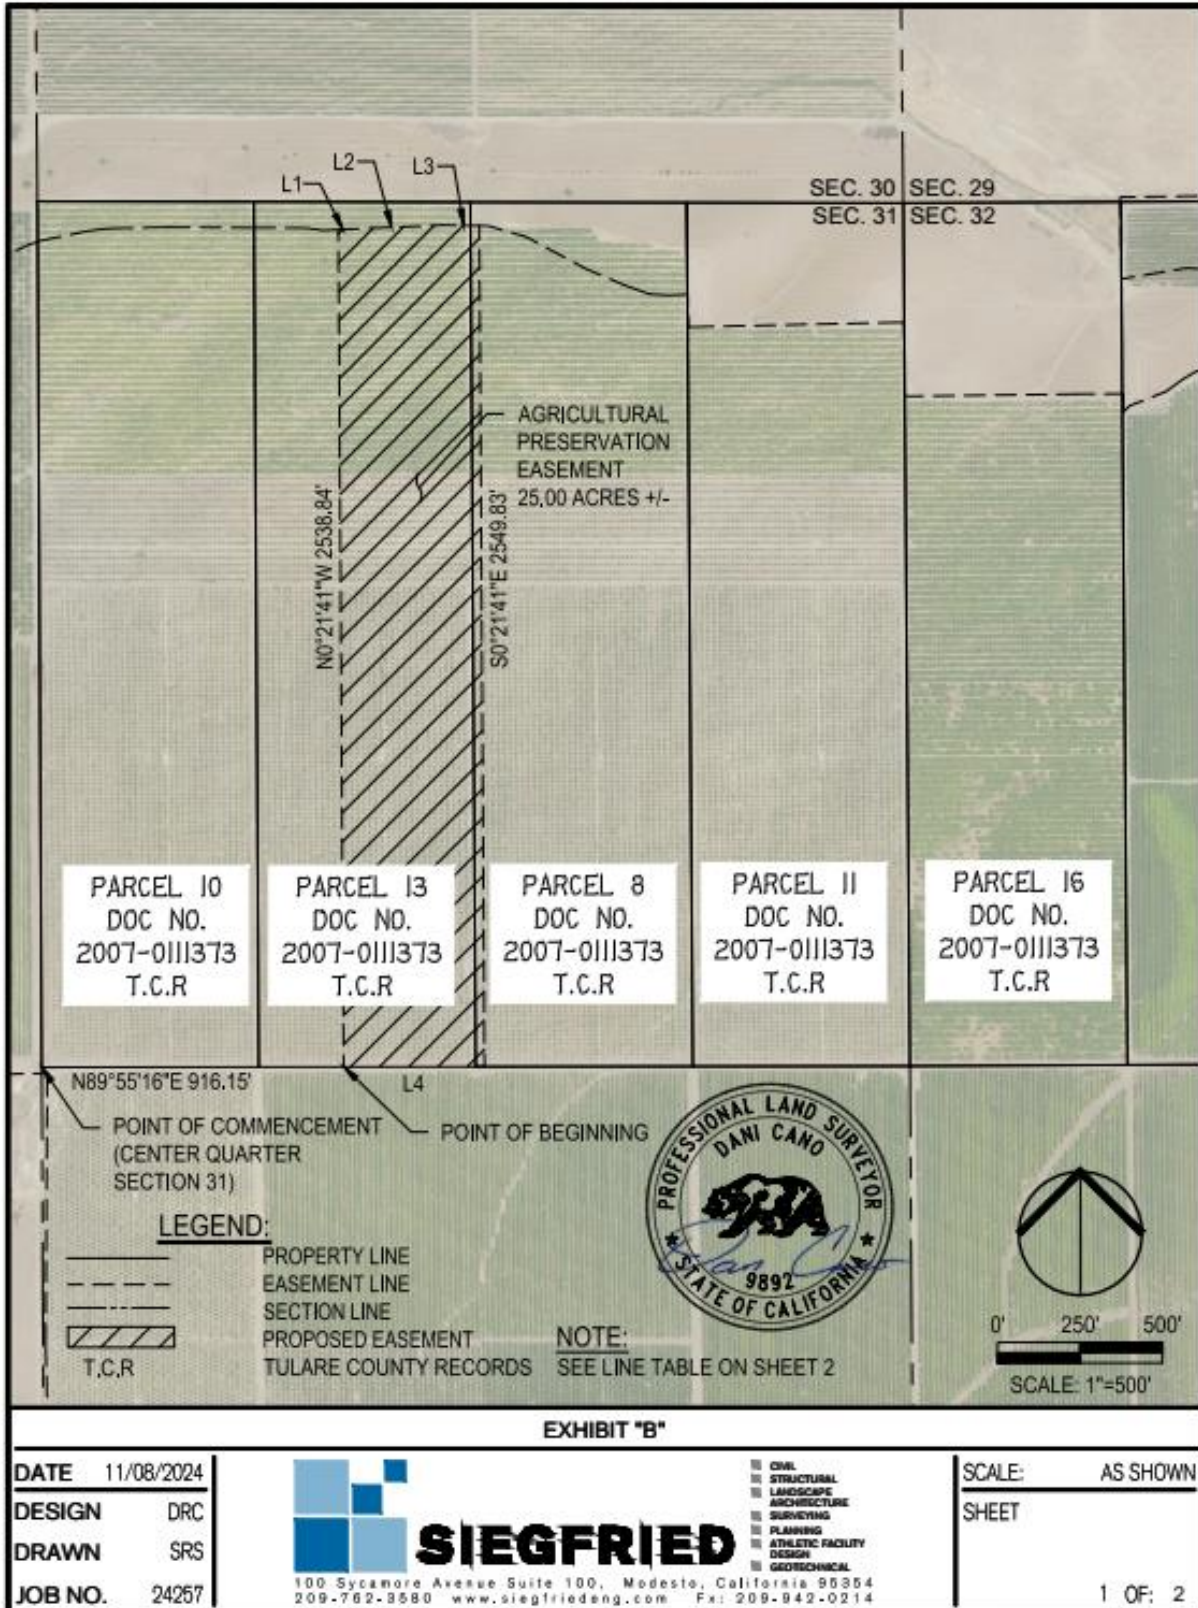 L1
L2
L3
SEC. 30 SEC. 29
SEC. 31 SEC. 32
AGRICULTURAL
PRESERVATION
EASEMENT
25.00 ACRES +/-
N0°21'41"W 2538.84'
S0°21'41"E 2549.83'
PARCEL 10
DOC NO.
2007-0111373
T.C.R
PARCEL 13
DOC NO.
2007-0111373
T.C.R
PARCEL 8
DOC NO.
2007-0111373
T.C.R
PARCEL 11
DOC NO.
2007-0111373
T.C.R
PARCEL 16
DOC NO.
2007-0111373
T.C.R
N89°55'16"E 916.15'
L4
POINT OF COMMENCEMENT
(CENTER QUARTER
SECTION 31)
POINT OF BEGINNING
PROFESSIONAL LAND SURVEYOR
DANI CANO
9892
STATE OF CALIFORNIA
LEGEND:
PROPERTY LINE
EASEMENT LINE
SECTION LINE
PROPOSED EASEMENT
T.C.R TULARE COUNTY RECORDS
NOTE:
SEE LINE TABLE ON SHEET 2
0' 250' 500'
SCALE: 1"=500'
EXHIBIT "B"
DATE 11/08/2024
DESIGN DRC
DRAWN SRS
JOB NO. 24257
SIEGFRIED
CIVIL
STRUCTURAL
LANDSCAPE
ARCHITECTURE
SURVEYING
PLANNING
ATHLETIC FACILITY
DESIGN
GEOTECHNICAL
100 Sycamore Avenue Suite 100, Modesto, California 95354
209-762-3580 www.siegfriedeng.com Fx: 209-942-0214
SCALE: AS SHOWN
SHEET
1 OF: 2